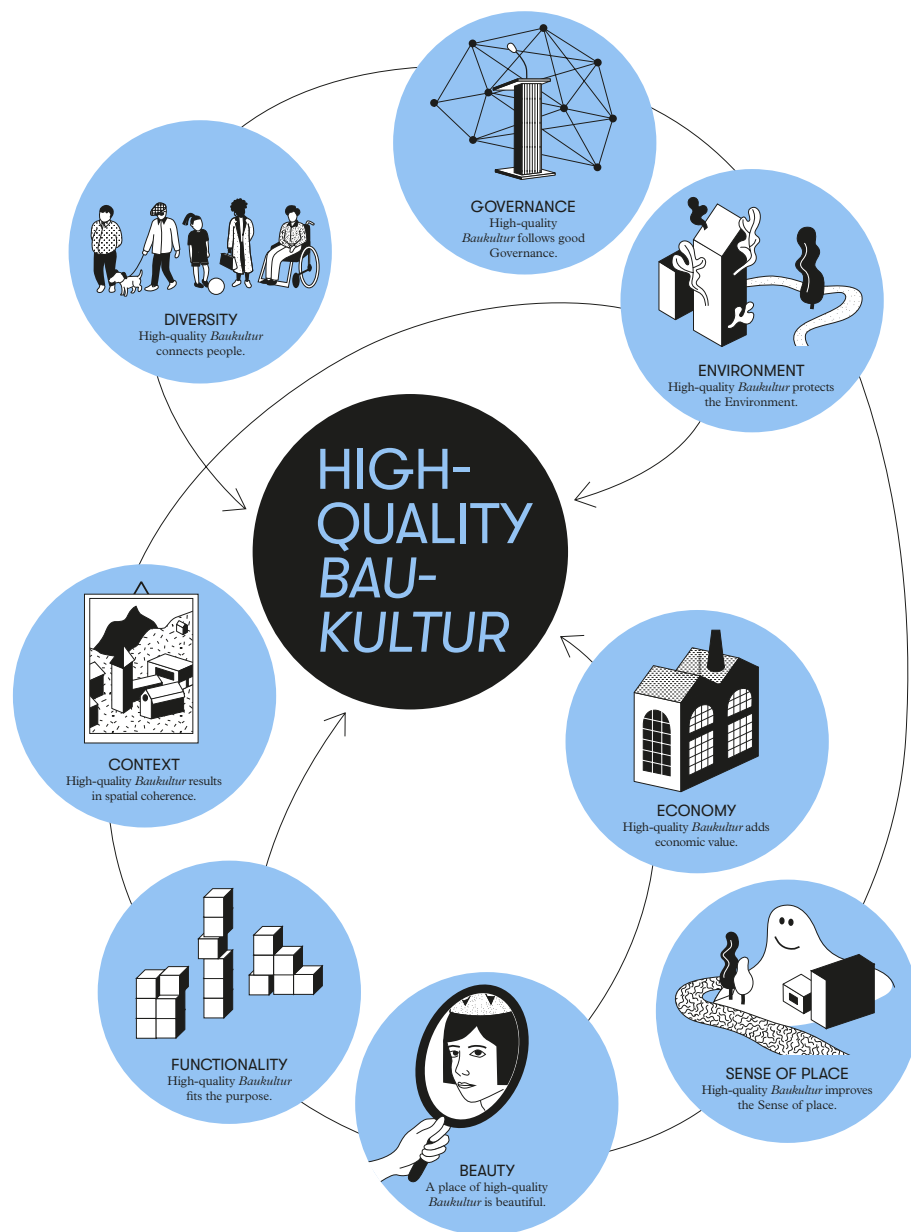 GOVERNANCE
High-quality
Baukultur follows good
Governance.
DIVERSITY
High-quality Baukultur
connects people.
ENVIRONMENT
High-quality Baukultur protects
the Environment.
HIGH-
QUALITY
BAU-
KULTUR
CONTEXT
High-quality Baukultur results
in spatial coherence.
ECONOMY
High-quality Baukultur adds
economic value.
FUNCTIONALITY
High-quality Baukultur
fits the purpose.
SENSE OF PLACE
High-quality Baukultur improves
the Sense of place.
BEAUTY
A place of high-quality
Baukultur is beautiful.